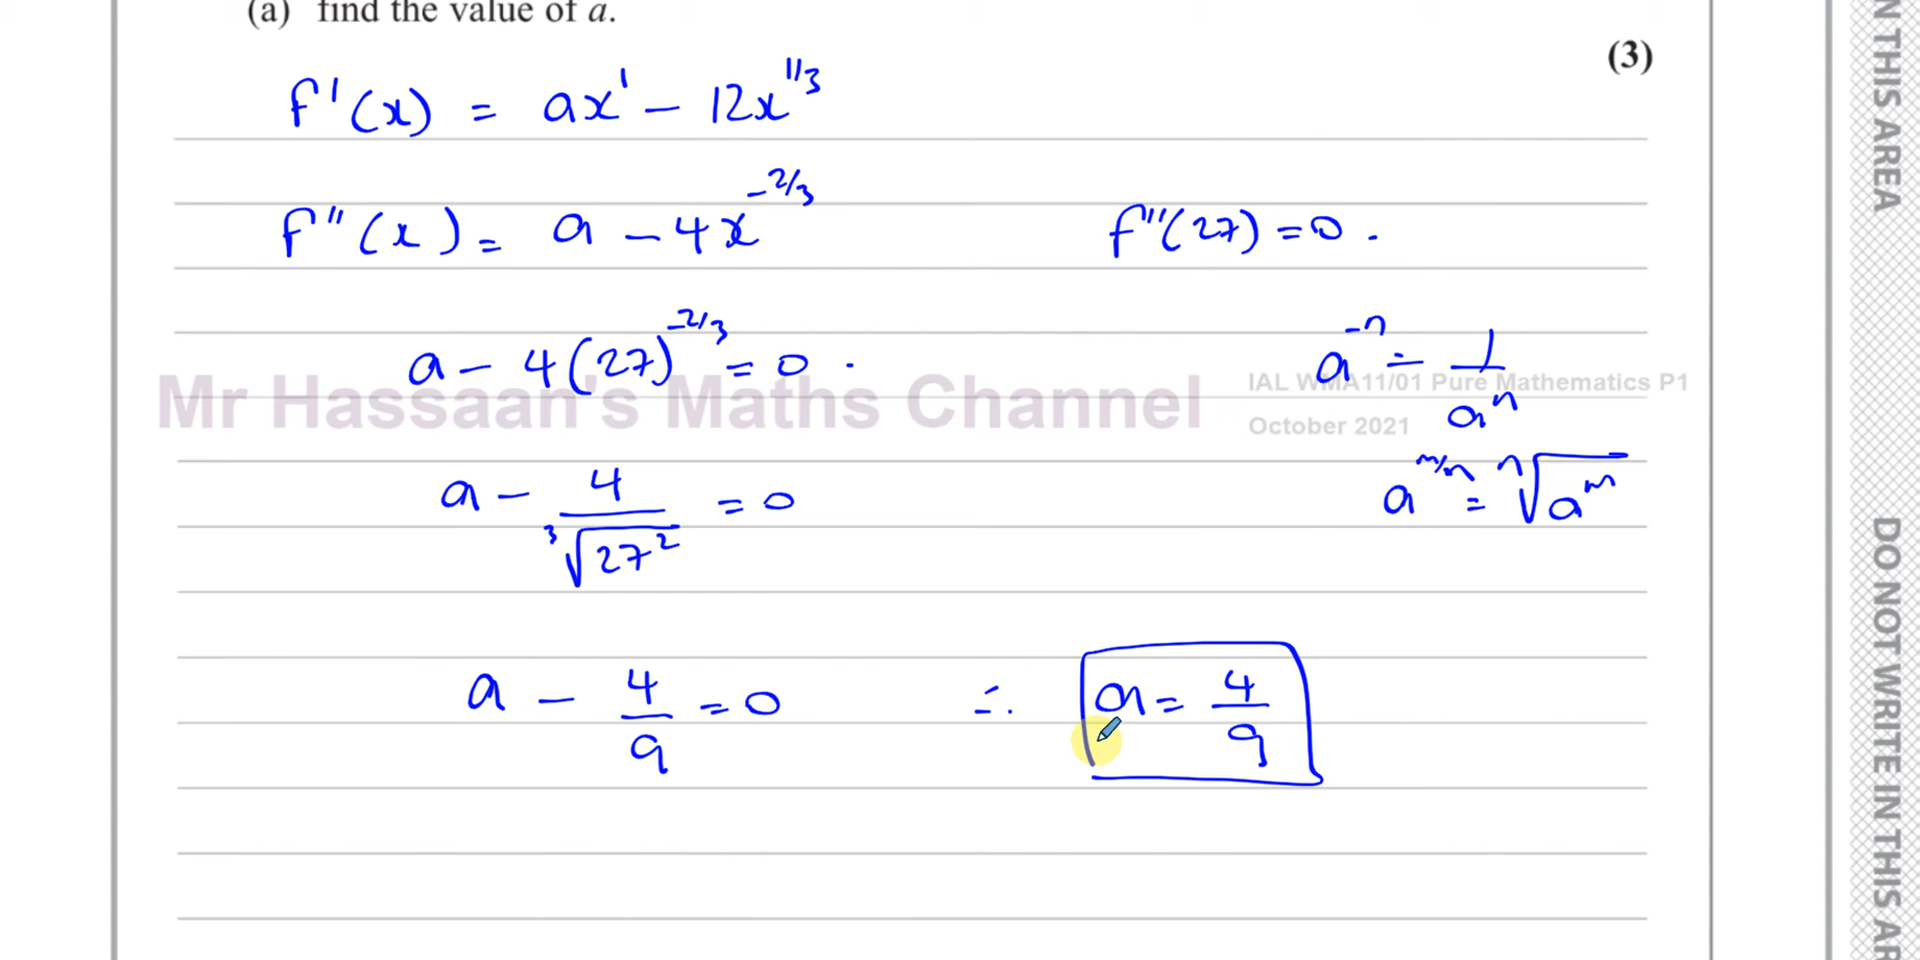 (a) find the value of a.
(3)
f'(x) = ax¹ − 12x^1/3
f''(x) = a − 4x^−2/3
f''(27) = 0.
a − 4(27)^−2/3 = 0.
a^−n = 1/a^n
Mr Hassaan's Maths Channel
IAL WMA11/01 Pure Mathematics P1
October 2021
a − 4/∛27² = 0
a^m/n = ⁿ√a^m
a − 4/9 = 0
∴ a = 4/9
N THIS AREA
DO NOT WRITE IN THIS AR